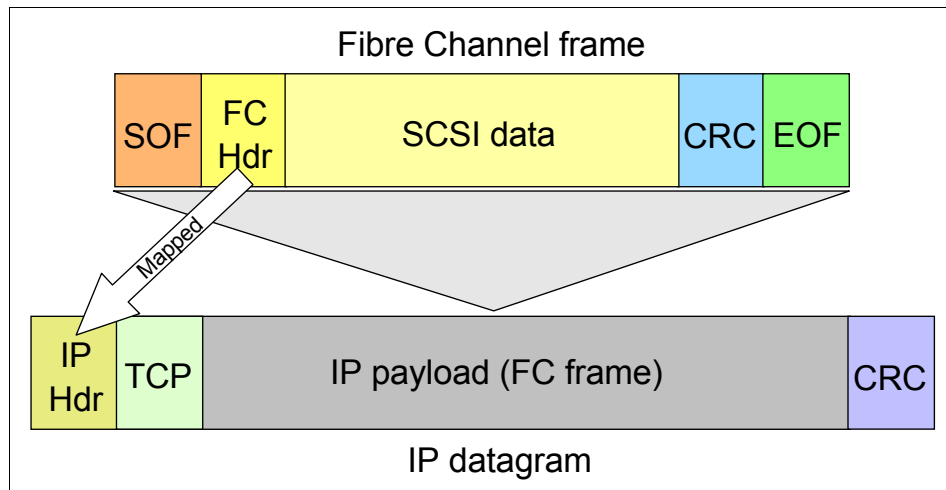 Fibre Channel frame
SOF
FC
Hdr
SCSI data
CRC
EOF
Mapped
IP
Hdr
TCP
IP payload (FC frame)
CRC
IP datagram